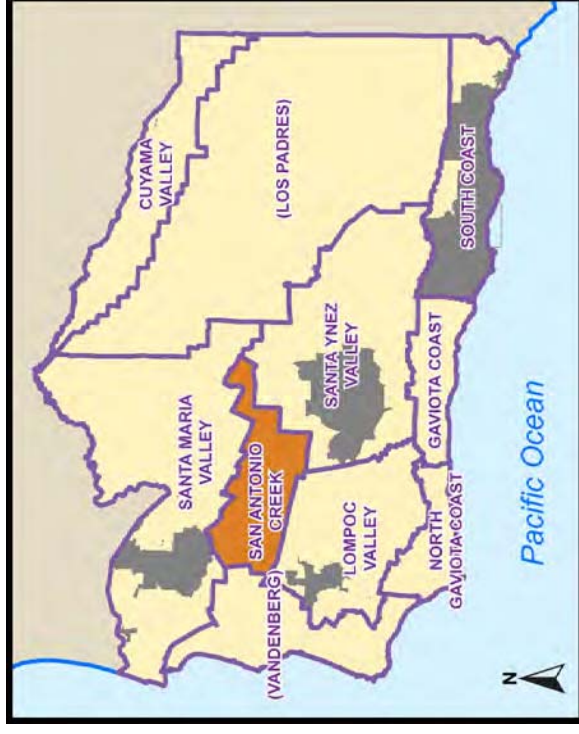 CUYAMA
VALLEY
(LOS PADRES)
SANTA MARIA
VALLEY
SAN ANTONIO
CREEK
(VANDENBERG)
SANTA YNEZ
VALLEY
LOMPOC
VALLEY
SOUTH COAST
GAVIOTA COAST
NORTH
GAVIOTA COAST
Pacific Ocean
N